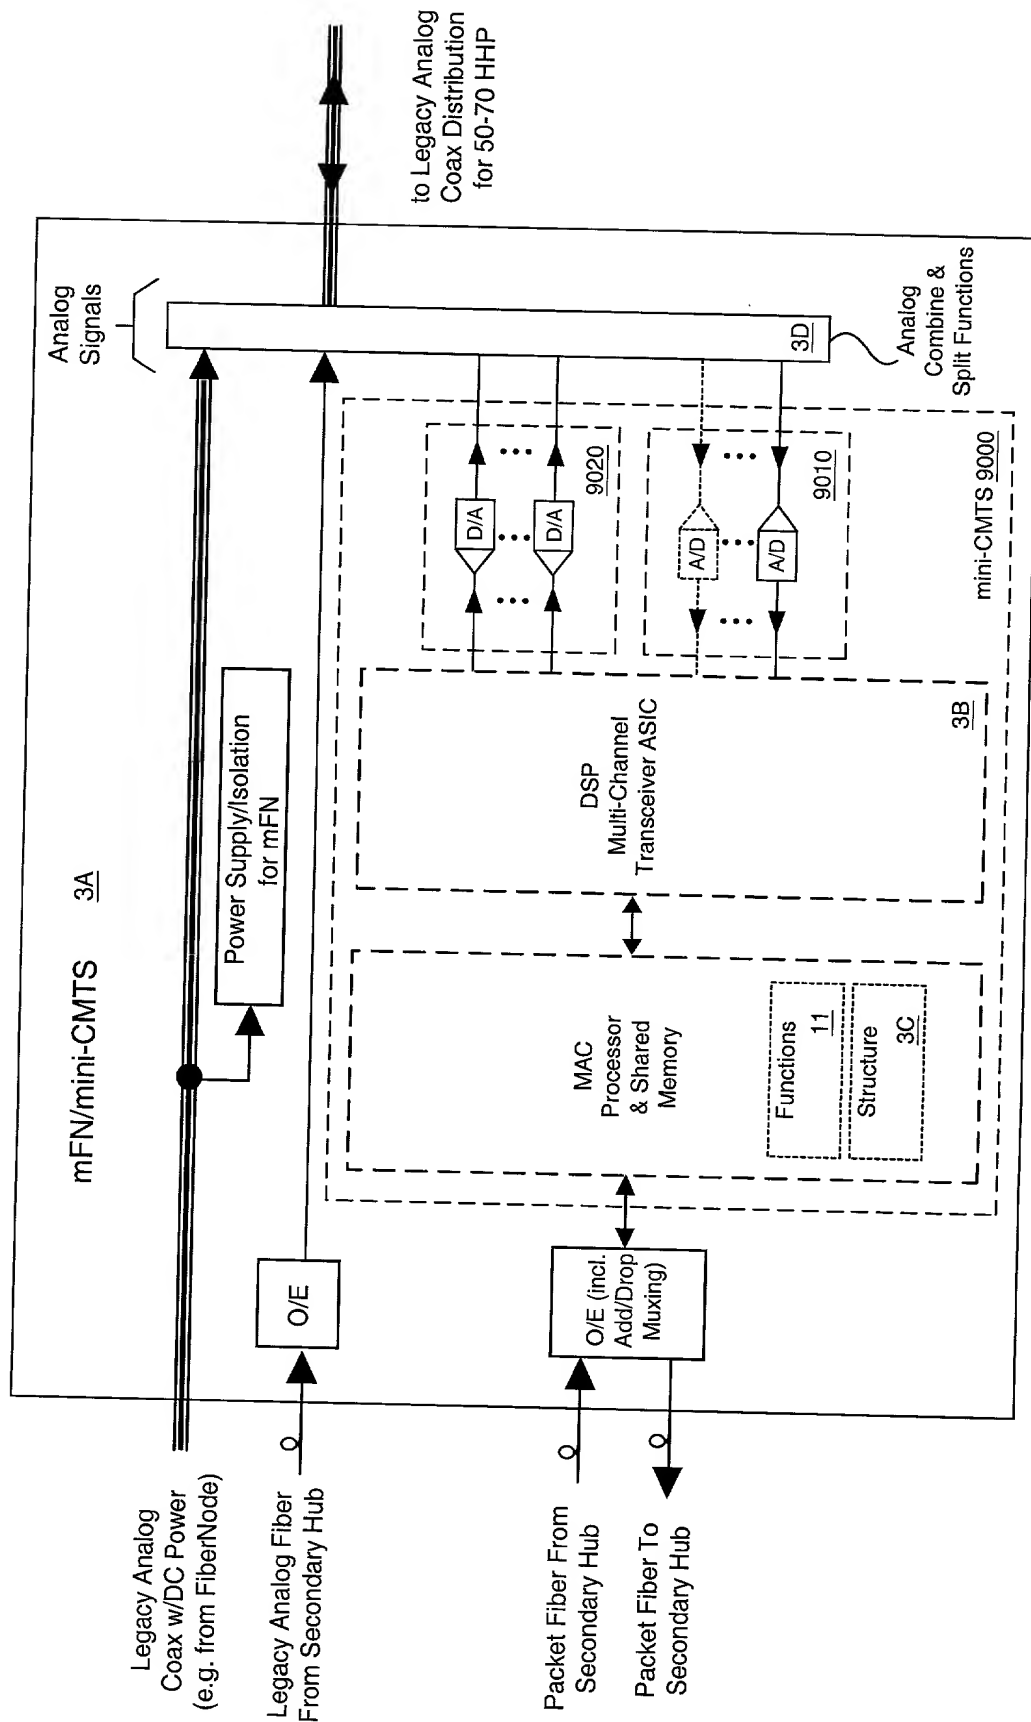 mFN/mini-CMTS 3A
Legacy Analog
Coax w/DC Power
(e.g. from FiberNode)
Legacy Analog Fiber
From Secondary Hub
Packet Fiber From
Secondary Hub
Packet Fiber To
Secondary Hub
O/E
O/E (incl.
Add/Drop
Muxing)
Power Supply/Isolation
for mFN
MAC
Processor
& Shared
Memory
Functions
11
Structure
3C
DSP
Multi-Channel
Transceiver ASIC
3B
D/A
D/A
9020
A/D
A/D
9010
mini-CMTS 9000
Analog
Signals
3D
Analog
Combine &
Split Functions
to Legacy Analog
Coax Distribution
for 50-70 HHP